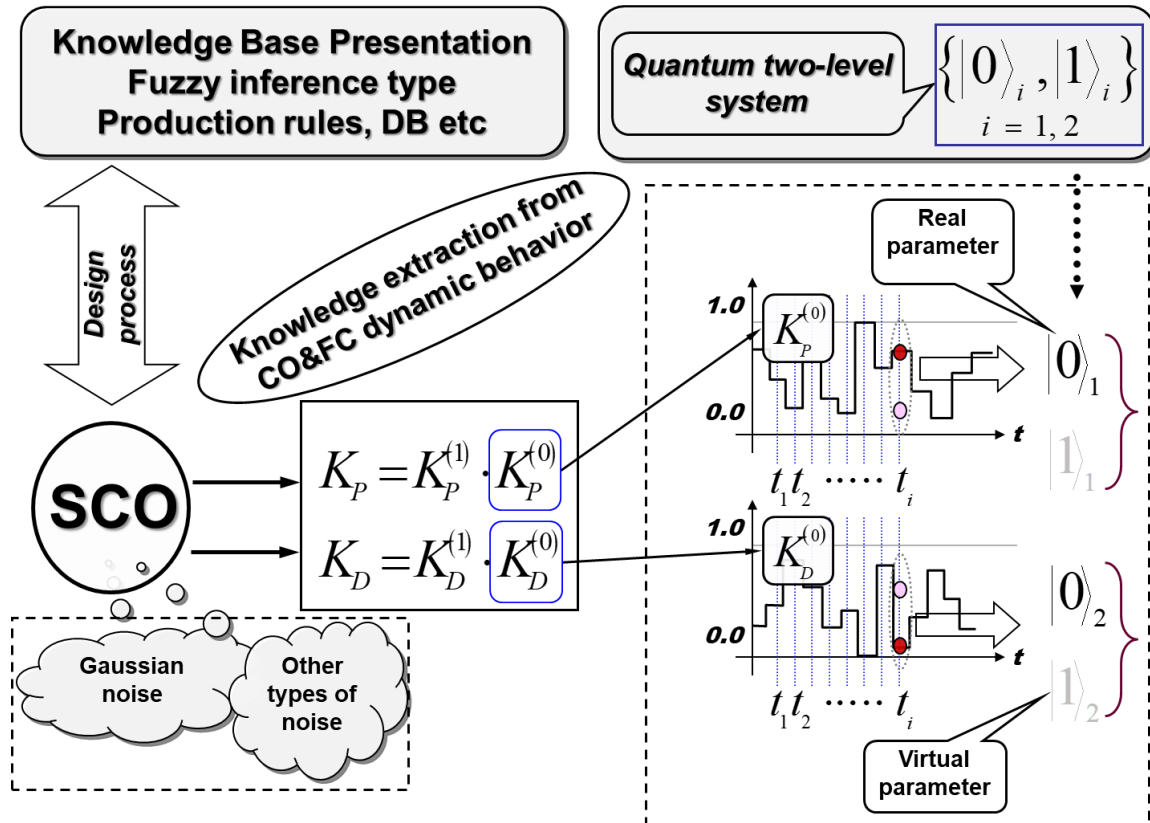 Knowledge Base Presentation
Fuzzy inference type
Production rules, DB etc
Quantum two-level
system
{|0⟩_i , |1⟩_i}
i = 1, 2
Design
process
Knowledge extraction from
CO&FC dynamic behavior
Real
parameter
1.0
K_P^(0)
0.0
t
t_1 t_2 ····· t_i
|0⟩_1
|1⟩_1
SCO
K_P = K_P^(1) · K_P^(0)
K_D = K_D^(1) · K_D^(0)
1.0
K_D^(0)
0.0
t
t_1 t_2 ····· t_i
|0⟩_2
|1⟩_2
Gaussian
noise
Other
types of
noise
Virtual
parameter